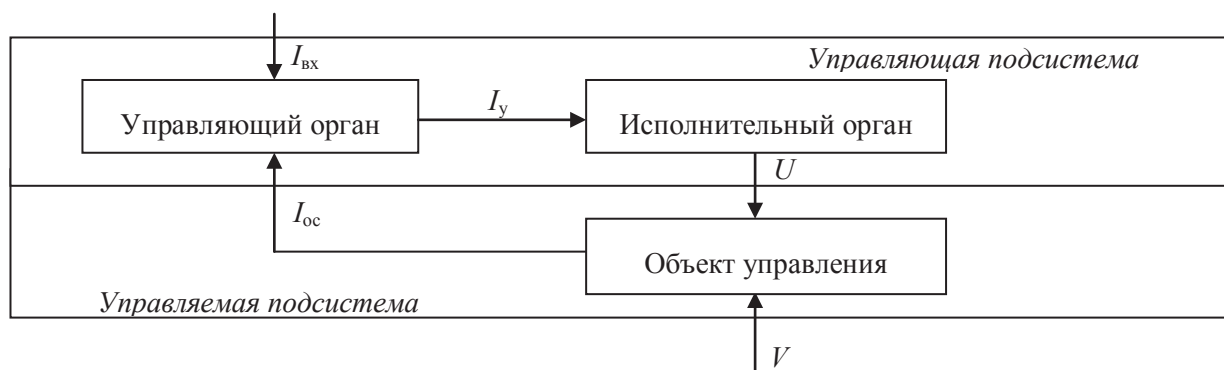 Iвх
Управляющая подсистема
Управляющий орган
Iу
Исполнительный орган
U
Iос
Объект управления
Управляемая подсистема
V